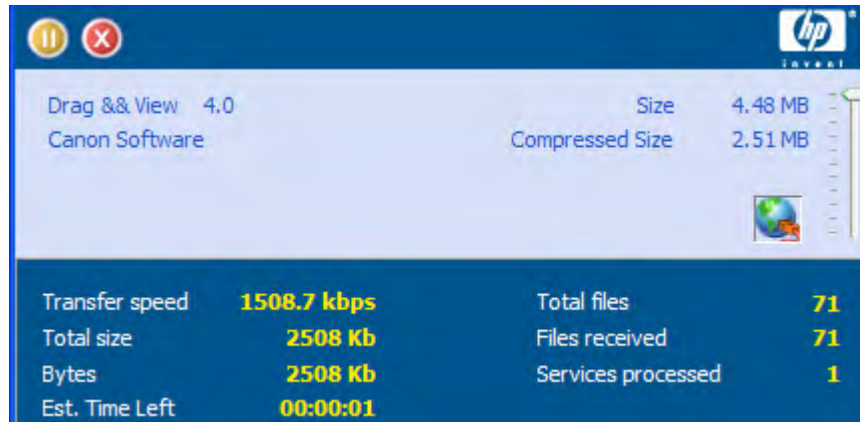 hp
invent
Drag && View 4.0 Size 4.48 MB
Canon Software Compressed Size 2.51 MB
Transfer speed 1508.7 kbps Total files 71
Total size 2508 Kb Files received 71
Bytes 2508 Kb Services processed 1
Est. Time Left 00:00:01